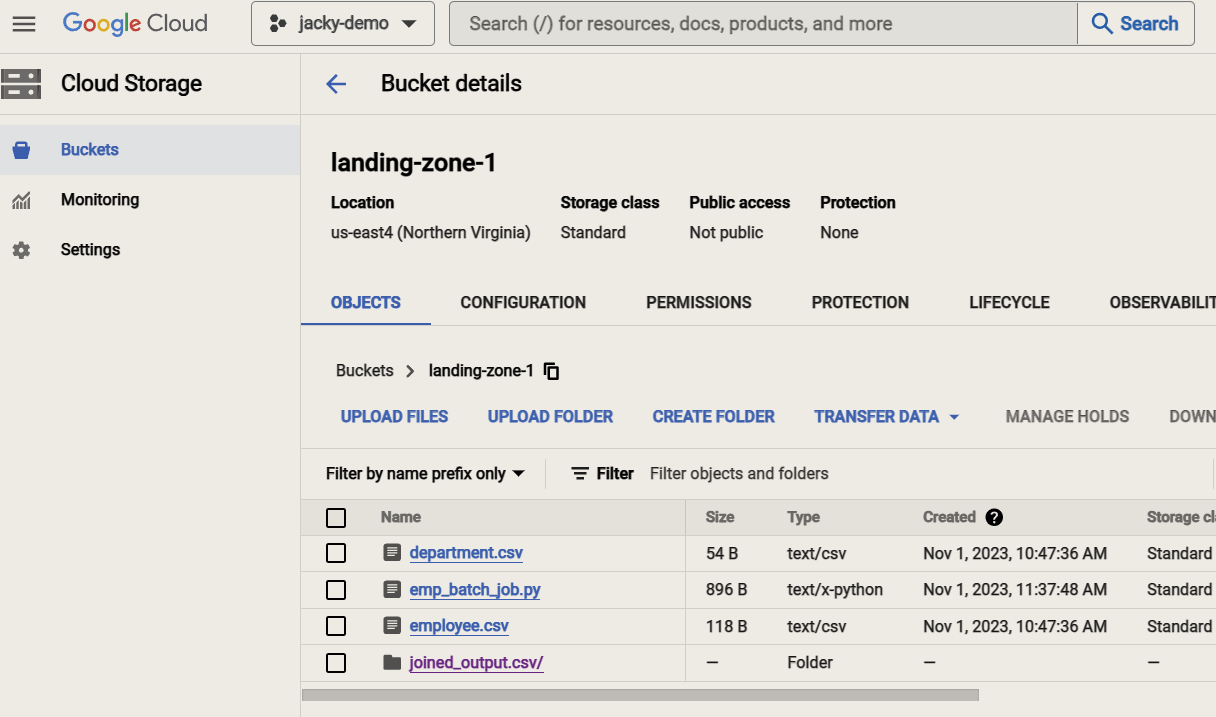 Google Cloud
jacky-demo
Search (/) for resources, docs, products, and more
Search
Cloud Storage
Bucket details
Buckets
Monitoring
Settings
landing-zone-1
Location Storage class Public access Protection
us-east4 (Northern Virginia) Standard Not public None
OBJECTS CONFIGURATION PERMISSIONS PROTECTION LIFECYCLE OBSERVABILIT
Buckets > landing-zone-1
UPLOAD FILES UPLOAD FOLDER CREATE FOLDER TRANSFER DATA MANAGE HOLDS DOWN
Filter by name prefix only Filter Filter objects and folders
Name Size Type Created ? Storage cl
department.csv 54 B text/csv Nov 1, 2023, 10:47:36 AM Standard
emp_batch_job.py 896 B text/x-python Nov 1, 2023, 11:37:48 AM Standard
employee.csv 118 B text/csv Nov 1, 2023, 10:47:36 AM Standard
joined_output.csv/ — Folder — —